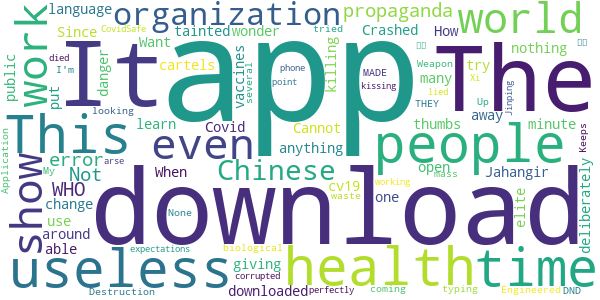 organization propaganda world
language CovidSafe tainted wonder Crashed How
Since tried Want nothing
public work It app The
died cartels vaccines killing many try
I'm danger phone Weapon Xi
put several point MADE kissing THEY lied Up Jinping
looking away Keeps
This learn Covid Cannot thumbs minute
even anything people
error When open Jahangir
Application show WHO Not Chinese mass
My arse cv19 one elite deliberately
change None waste working
use download
around biological
able useless giving health time
expectations corrupted
Destruction downloaded perfectly coming typing Engineered DND